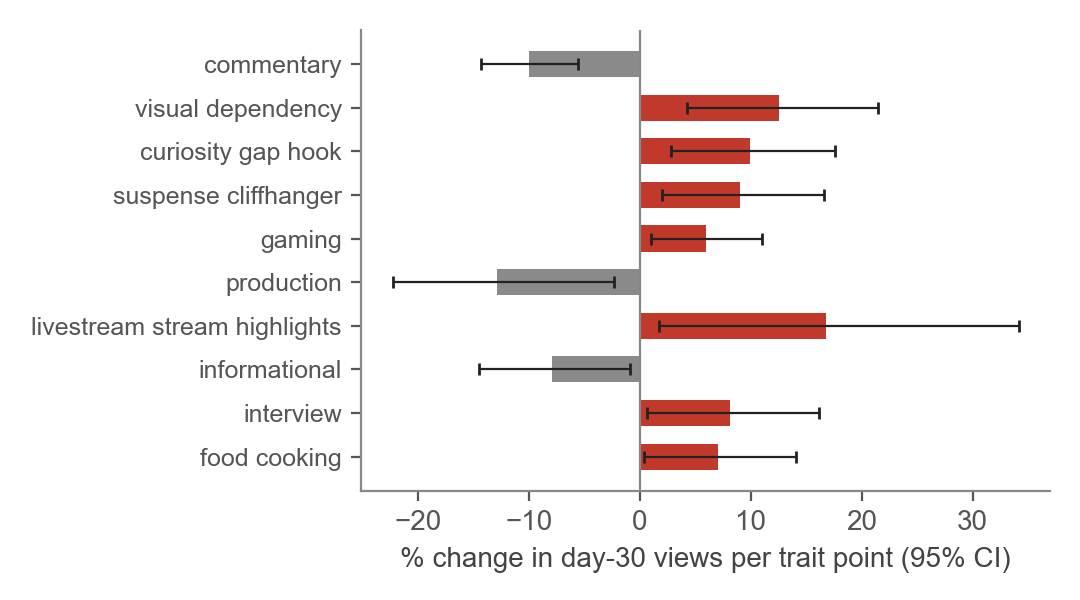 commentary
visual dependency
curiosity gap hook
suspense cliffhanger
gaming
production
livestream stream highlights
informational
interview
food cooking
−20 −10 0 10 20 30
% change in day-30 views per trait point (95% CI)